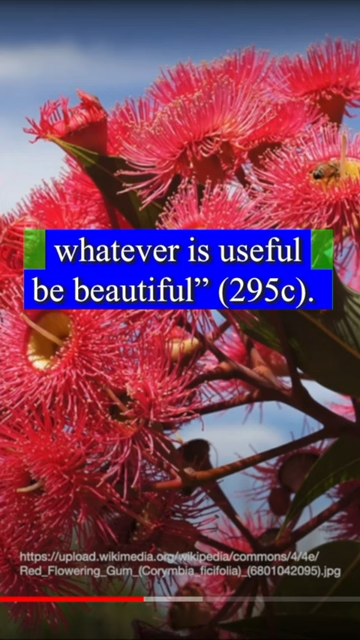 whatever is useful
be beautiful” (295c).
https://upload.wikimedia.org/wikipedia/commons/4/4e/
Red_Flowering_Gum_(Corymbia_ficifolia)_(6801042095).jpg